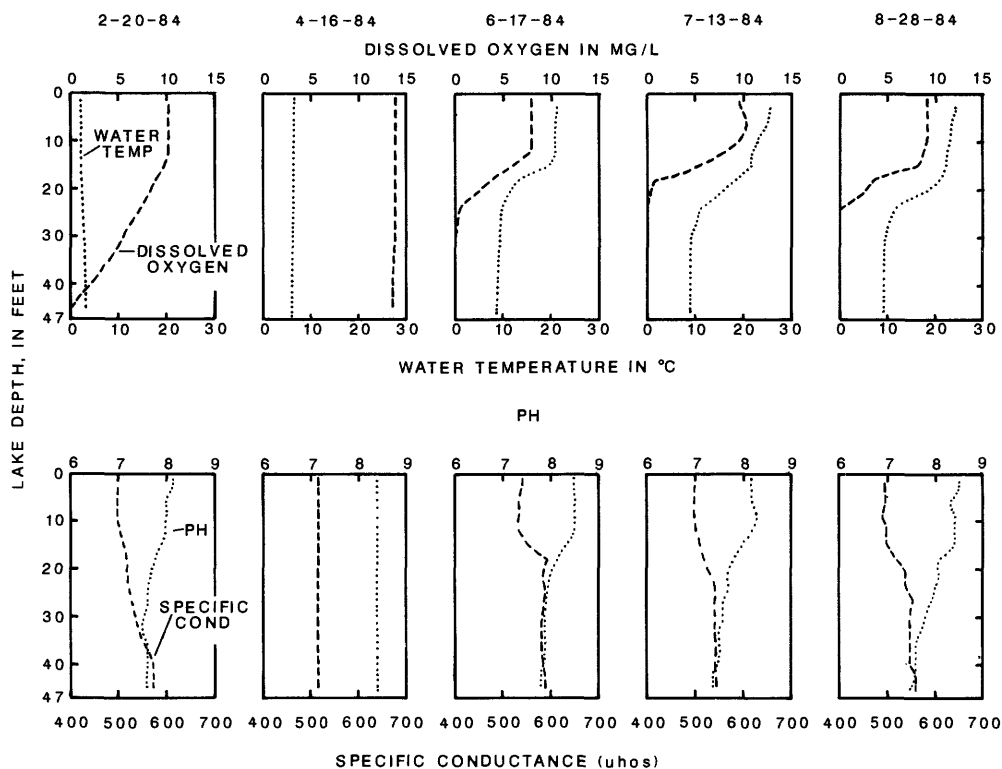 2-20-84 4-16-84 6-17-84 7-13-84 8-28-84
DISSOLVED OXYGEN IN MG/L
0 5 10 15 0 5 10 15 0 5 10 15 0 5 10 15 0 5 10 15
0
10
20
30
40
47
WATER
TEMP
DISSOLVED
OXYGEN
0 10 20 30 0 10 20 30 0 10 20 30 0 10 20 30 0 10 20 30
WATER TEMPERATURE IN °C
LAKE DEPTH, IN FEET
PH
6 7 8 9 6 7 8 9 6 7 8 9 6 7 8 9 6 7 8 9
0
10
20
30
40
47
PH
SPECIFIC
COND
400 500 600 700 400 500 600 700 400 500 600 700 400 500 600 700 400 500 600 700
SPECIFIC CONDUCTANCE (uhos)